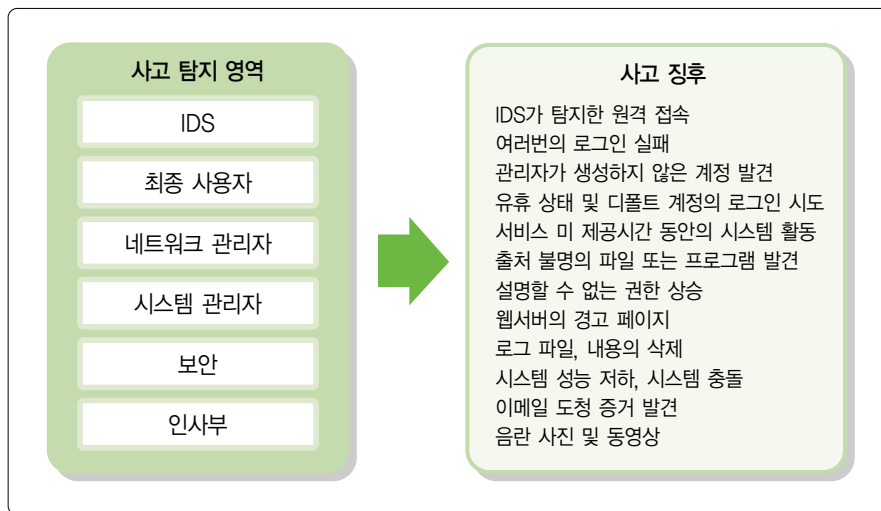 사고 탐지 영역
IDS
최종 사용자
네트워크 관리자
시스템 관리자
보안
인사부
사고 징후
IDS가 탐지한 원격 접속
여러번의 로그인 실패
관리자가 생성하지 않은 계정 발견
유휴 상태 및 디폴트 계정의 로그인 시도
서비스 미 제공시간 동안의 시스템 활동
출처 불명의 파일 또는 프로그램 발견
설명할 수 없는 권한 상승
웹서버의 경고 페이지
로그 파일, 내용의 삭제
시스템 성능 저하, 시스템 충돌
이메일 도청 증거 발견
음란 사진 및 동영상